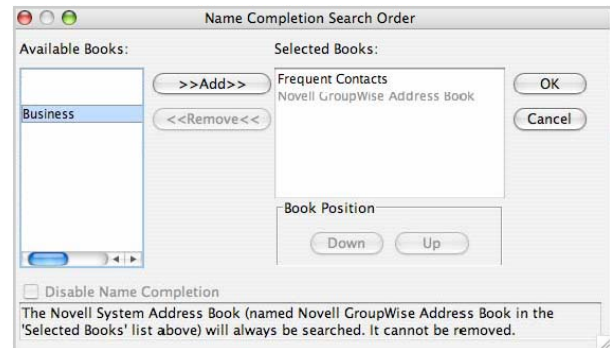 Name Completion Search Order
Available Books:
Selected Books:
Business
>>Add>>
<<Remove<<
Frequent Contacts
Novell GroupWise Address Book
OK
Cancel
Book Position
Down
Up
Disable Name Completion
The Novell System Address Book (named Novell GroupWise Address Book in the
'Selected Books' list above) will always be searched. It cannot be removed.